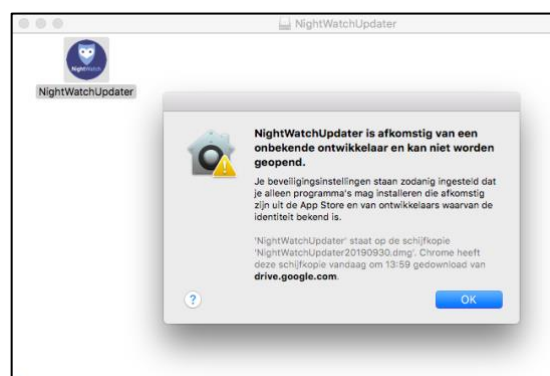 NightWatchUpdater
NightWatch
NightWatchUpdater
NightWatchUpdater is afkomstig van een
onbekende ontwikkelaar en kan niet worden
geopend.
Je beveiligingsinstellingen staan zodanig ingesteld dat
je alleen programma's mag installeren die afkomstig
zijn uit de App Store en van ontwikkelaars waarvan de
identiteit bekend is.
'NightWatchUpdater' staat op de schijfkopie
'NightWatchUpdater20190930.dmg'. Chrome heeft
deze schijfkopie vandaag om 13:59 gedownload van
drive.google.com.
?
OK